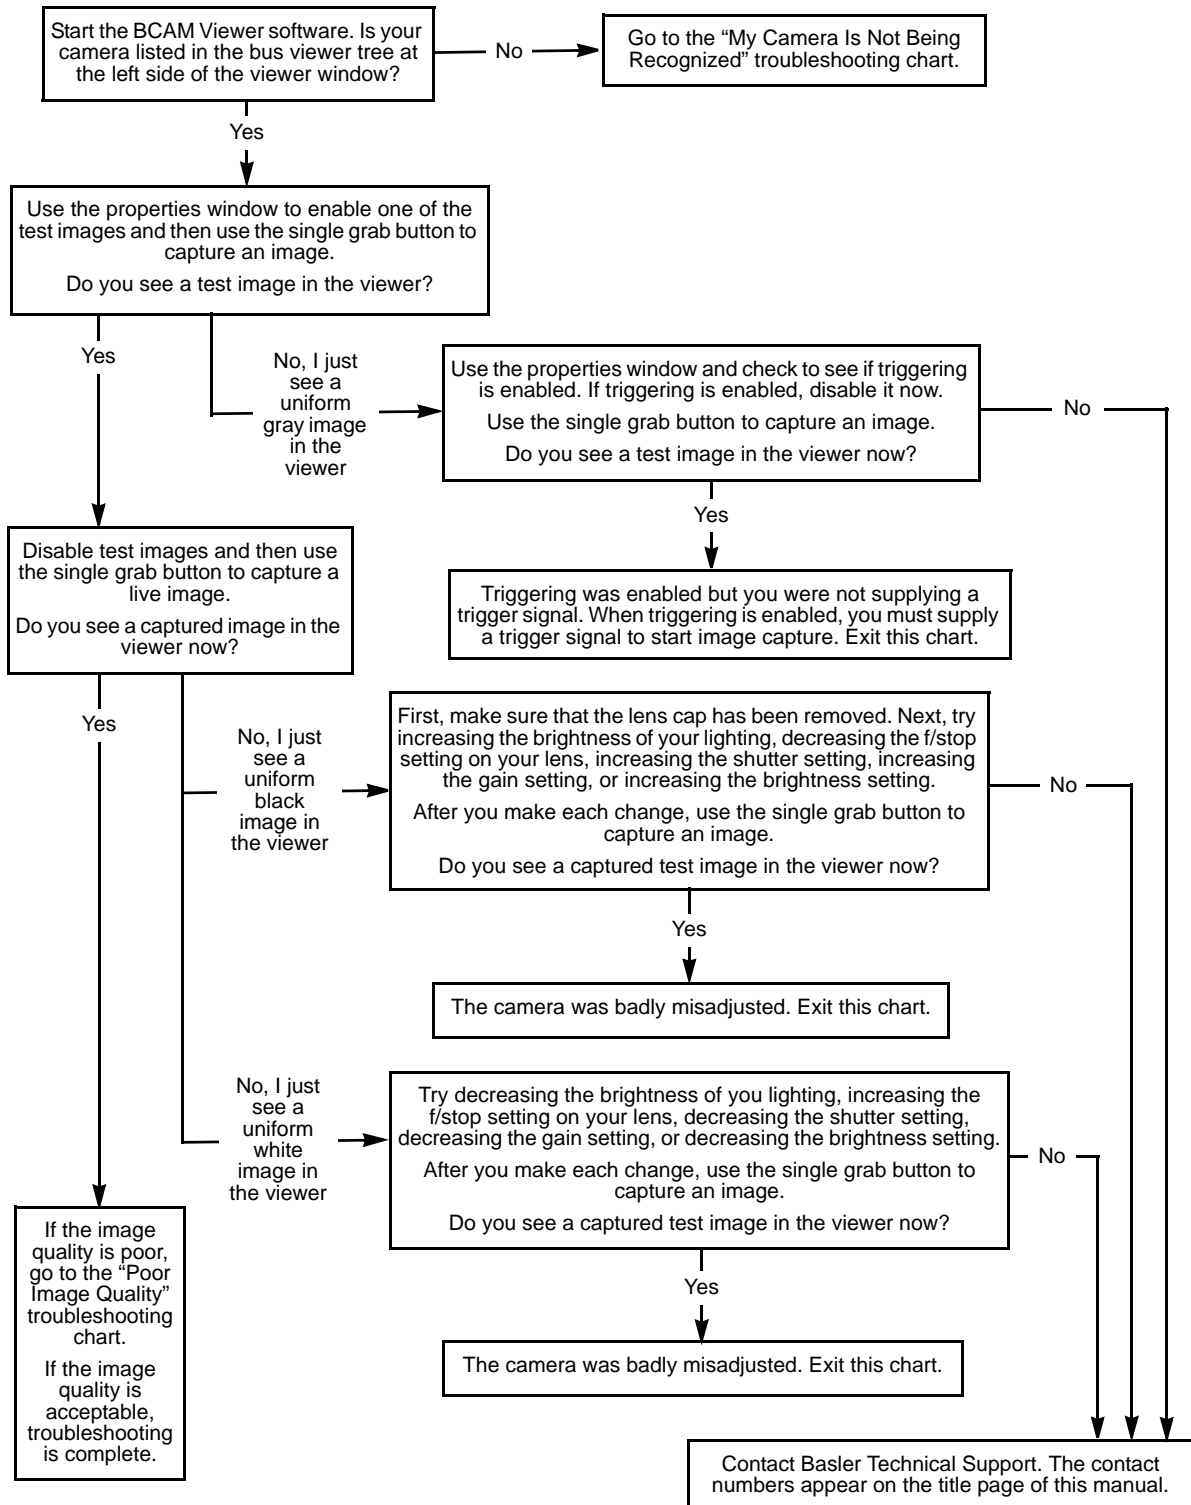 Start the BCAM Viewer software. Is your
camera listed in the bus viewer tree at
the left side of the viewer window?
No
Go to the “My Camera Is Not Being
Recognized” troubleshooting chart.
Yes
Use the properties window to enable one of the
test images and then use the single grab button to
capture an image.
Do you see a test image in the viewer?
Yes
No, I just
see a
uniform
gray image
in the
viewer
Use the properties window and check to see if triggering
is enabled. If triggering is enabled, disable it now.
Use the single grab button to capture an image.
Do you see a test image in the viewer now?
No
Yes
Triggering was enabled but you were not supplying a
trigger signal. When triggering is enabled, you must supply
a trigger signal to start image capture. Exit this chart.
Disable test images and then use
the single grab button to capture a
live image.
Do you see a captured image in the
viewer now?
Yes
No, I just
see a
uniform
black
image in
the viewer
First, make sure that the lens cap has been removed. Next, try
increasing the brightness of your lighting, decreasing the f/stop
setting on your lens, increasing the shutter setting, increasing
the gain setting, or increasing the brightness setting.
After you make each change, use the single grab button to
capture an image.
Do you see a captured test image in the viewer now?
No
Yes
The camera was badly misadjusted. Exit this chart.
No, I just
see a
uniform
white
image in
the viewer
Try decreasing the brightness of you lighting, increasing the
f/stop setting on your lens, decreasing the shutter setting,
decreasing the gain setting, or decreasing the brightness setting.
After you make each change, use the single grab button to
capture an image.
Do you see a captured test image in the viewer now?
No
Yes
The camera was badly misadjusted. Exit this chart.
If the image
quality is poor,
go to the “Poor
Image Quality”
troubleshooting
chart.
If the image
quality is
acceptable,
troubleshooting
is complete.
Contact Basler Technical Support. The contact
numbers appear on the title page of this manual.